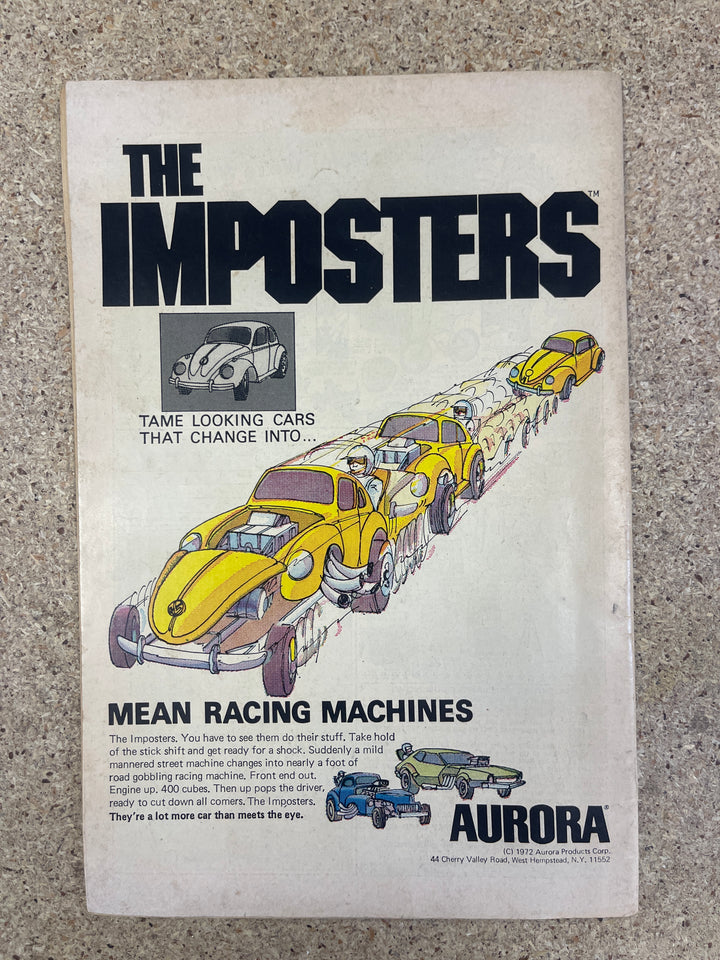 THE
IMPOSTERS™
TAME LOOKING CARS
THAT CHANGE INTO...
MEAN RACING MACHINES
The Imposters. You have to see them do their stuff. Take hold
of the stick shift and get ready for a shock. Suddenly a mild
mannered street machine changes into nearly a foot of
road gobbling racing machine. Front end out.
Engine up. 400 cubes. Then up pops the driver,
ready to cut down all comers. The Imposters.
They're a lot more car than meets the eye.
AURORA®
(C) 1972 Aurora Products Corp.
44 Cherry Valley Road, West Hempstead, N.Y. 11552